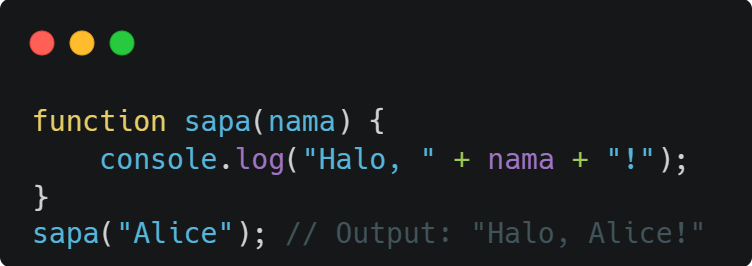 function sapa(nama) {
    console.log("Halo, " + nama + "!");
}
sapa("Alice"); // Output: "Halo, Alice!"